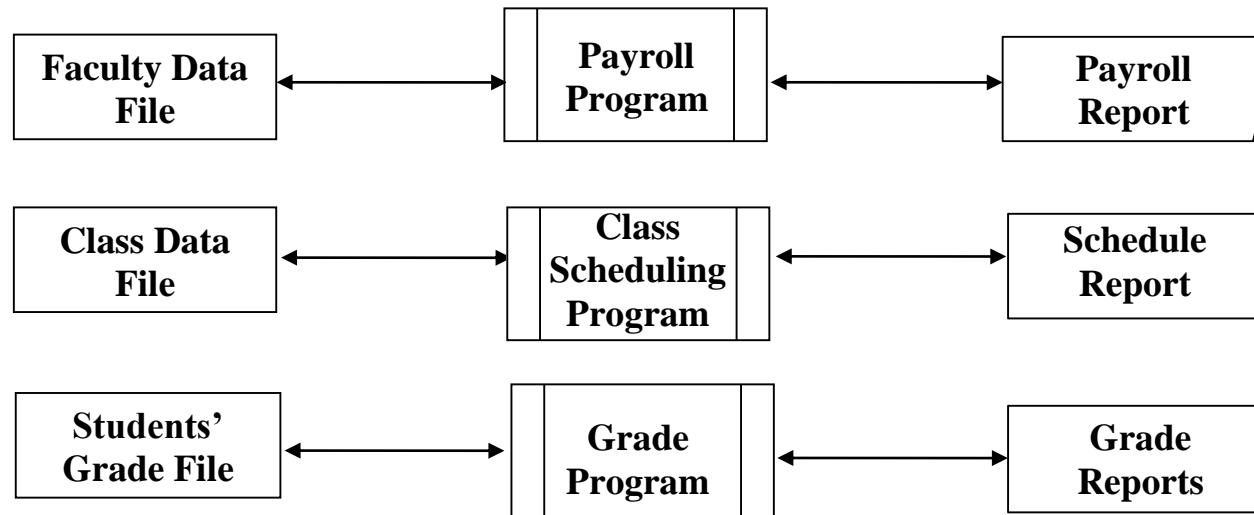 Faculty Data
File
Payroll
Program
Payroll
Report
Class Data
File
Class
Scheduling
Program
Schedule
Report
Students’
Grade File
Grade
Program
Grade
Reports